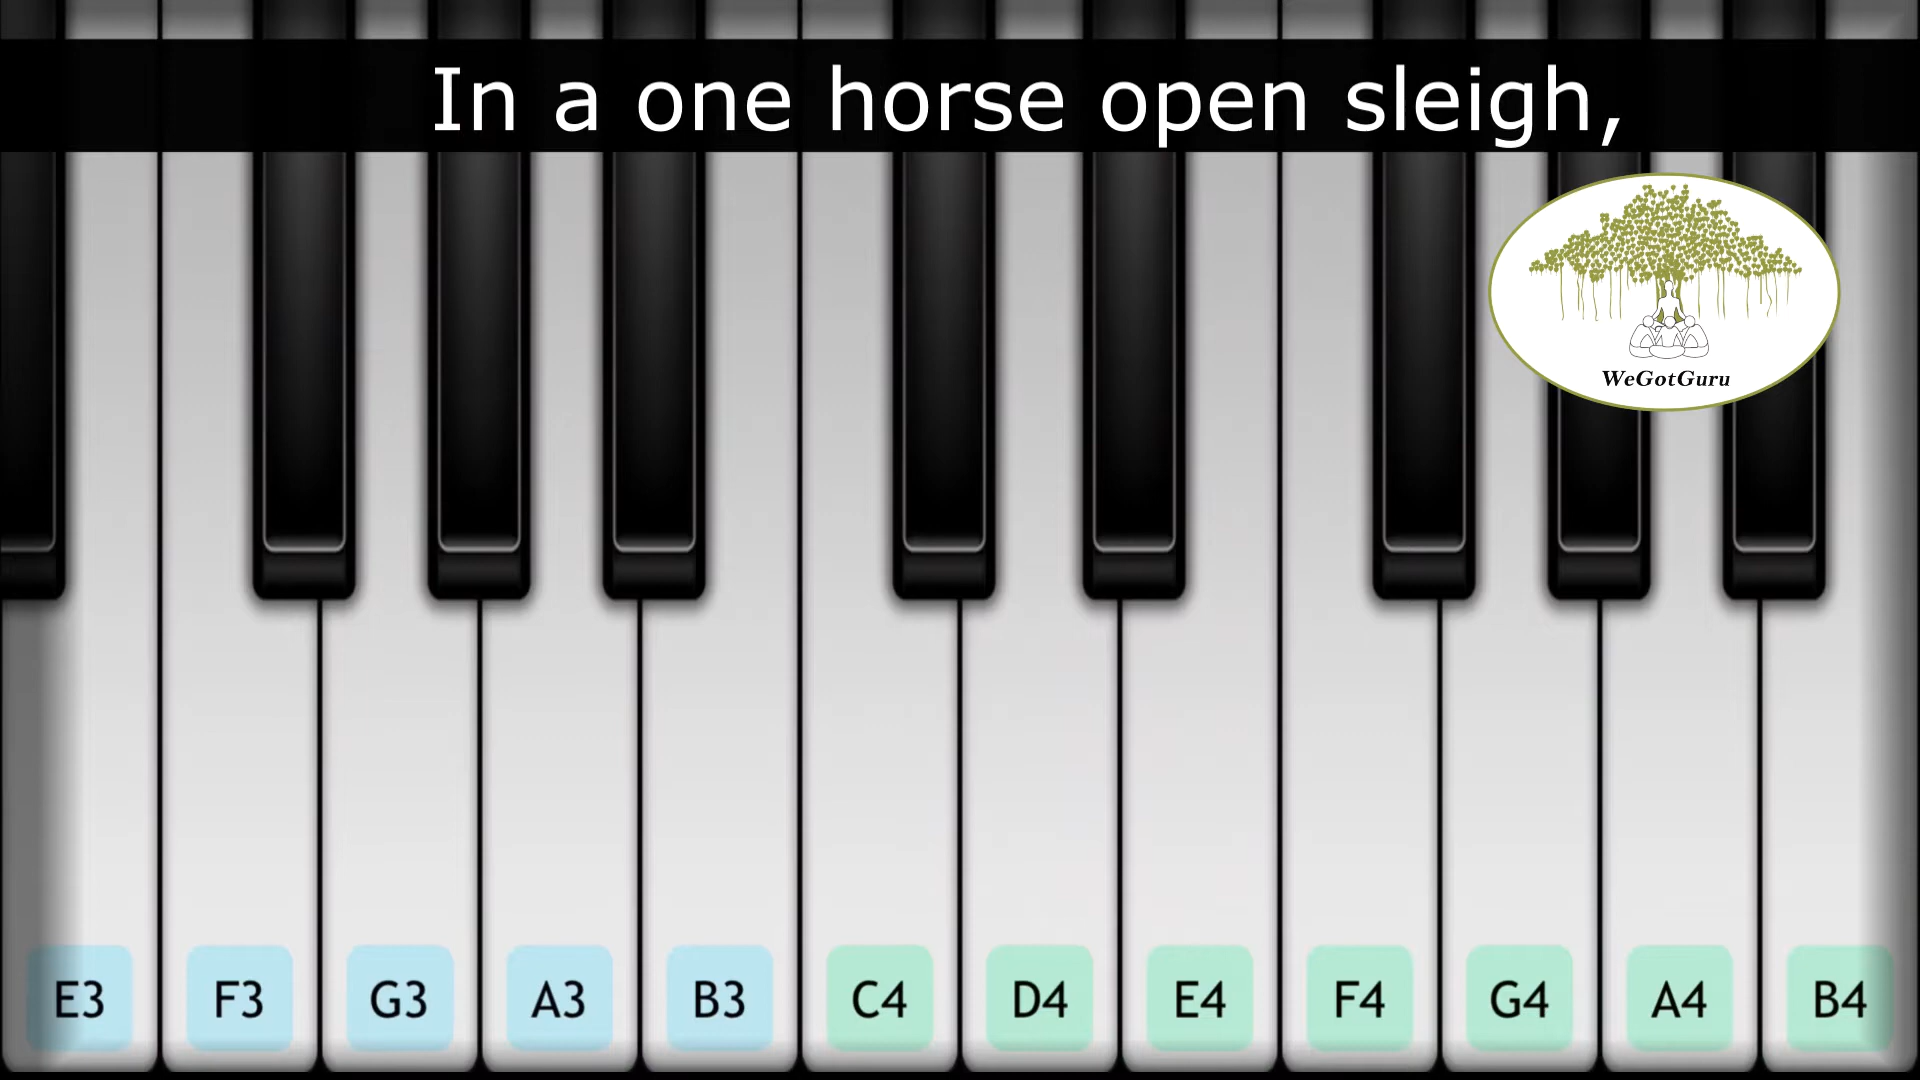 In a one horse open sleigh,
WeGotGuru
E3 F3 G3 A3 B3 C4 D4 E4 F4 G4 A4 B4